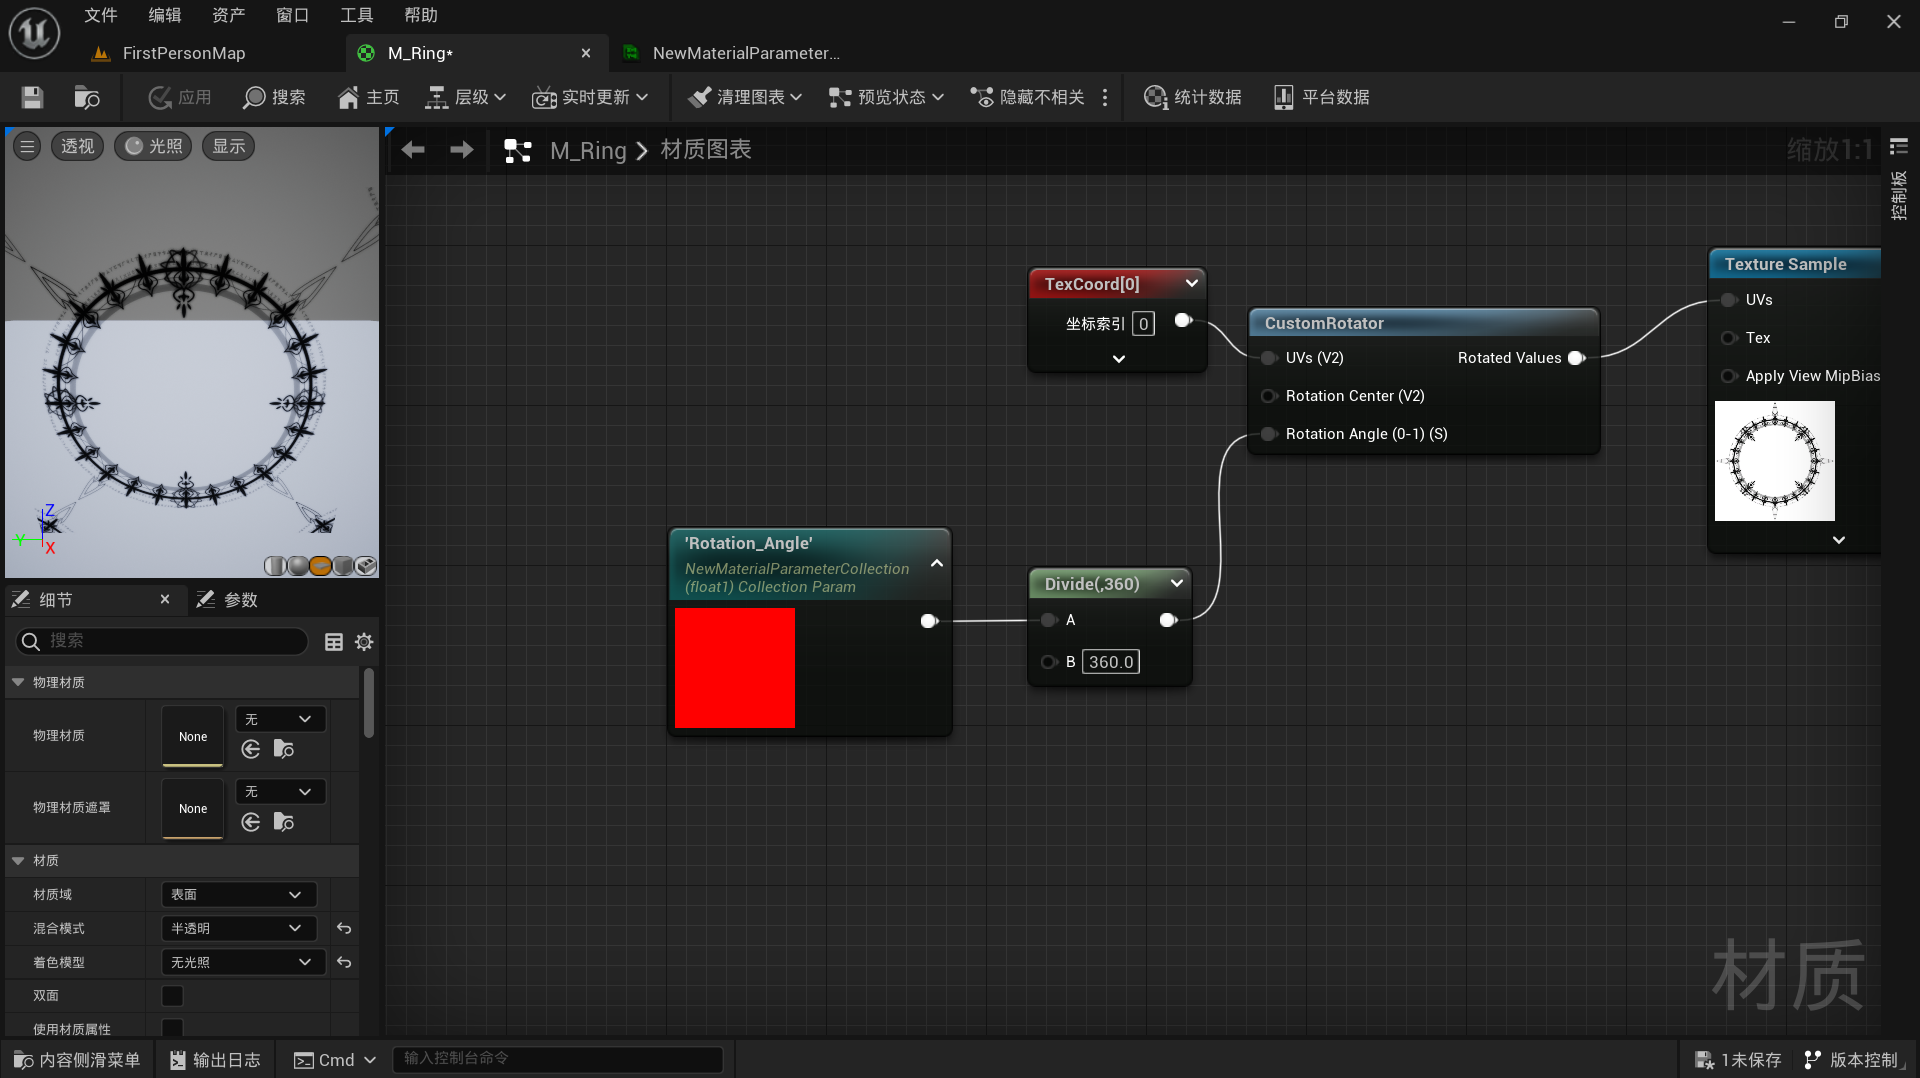 文件 编辑 资产 窗口 工具 帮助
FirstPersonMap M_Ring* NewMaterialParameter...
应用 搜索 主页 层级 实时更新 清理图表 预览状态 隐藏不相关 统计数据 平台数据
透视 光照 显示
M_Ring 材质图表 缩放1:1
控制板
TexCoord[0]
坐标索引 0
CustomRotator
UVs (V2) Rotated Values
Rotation Center (V2)
Rotation Angle (0-1) (S)
Texture Sample
UVs
Tex
Apply View MipBias
'Rotation_Angle'
NewMaterialParameterCollection
(float1) Collection Param
Divide(,360)
A
B 360.0
Z
Y
X
细节 参数
搜索
物理材质
物理材质 None 无
物理材质遮罩 None 无
材质
材质域 表面
混合模式 半透明
着色模型 无光照
双面
使用材质属性
材质
内容侧滑菜单 输出日志 Cmd 输入控制台命令 1未保存 版本控制